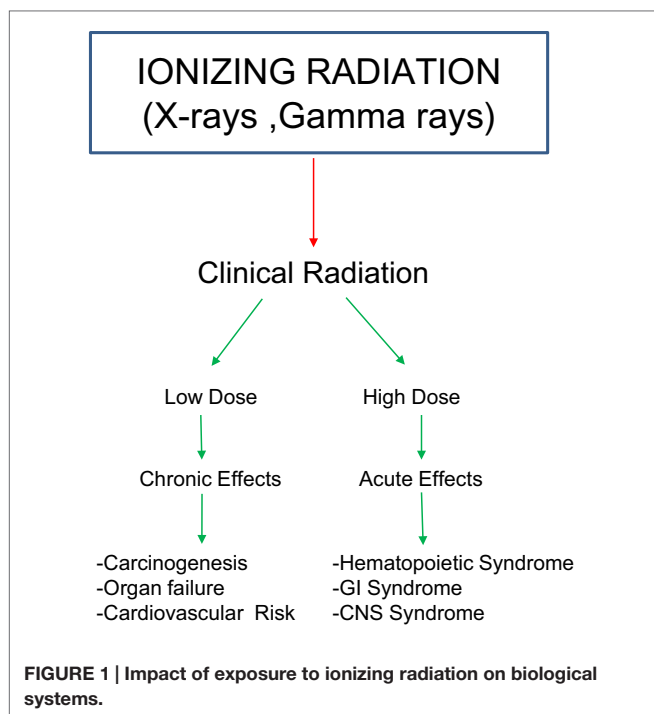 IONIZING RADIATION
(X-rays ,Gamma rays)
Clinical Radiation
Low Dose
High Dose
Chronic Effects
Acute Effects
-Carcinogenesis
-Organ failure
-Cardiovascular Risk
-Hematopoietic Syndrome
-GI Syndrome
-CNS Syndrome
FIGURE 1 | Impact of exposure to ionizing radiation on biological
systems.